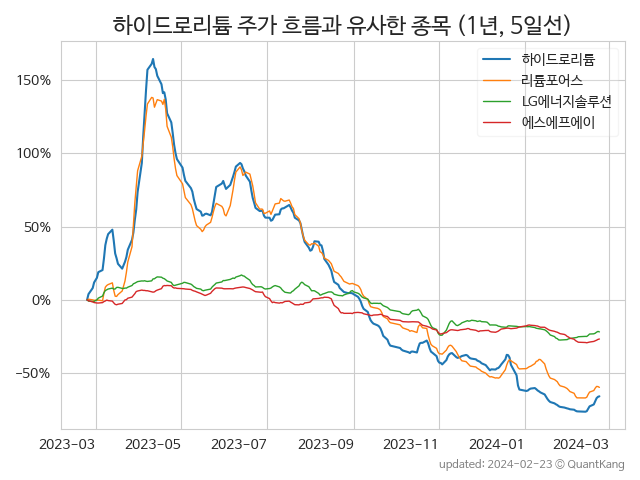 하이드로리튬 주가 흐름과 유사한 종목 (1년, 5일선)
하이드로리튬
리튬포어스
LG에너지솔루션
에스에프에이
150%
100%
50%
0%
−50%
2023-03 2023-05 2023-07 2023-09 2023-11 2024-01 2024-03
updated: 2024-02-23 © QuantKang